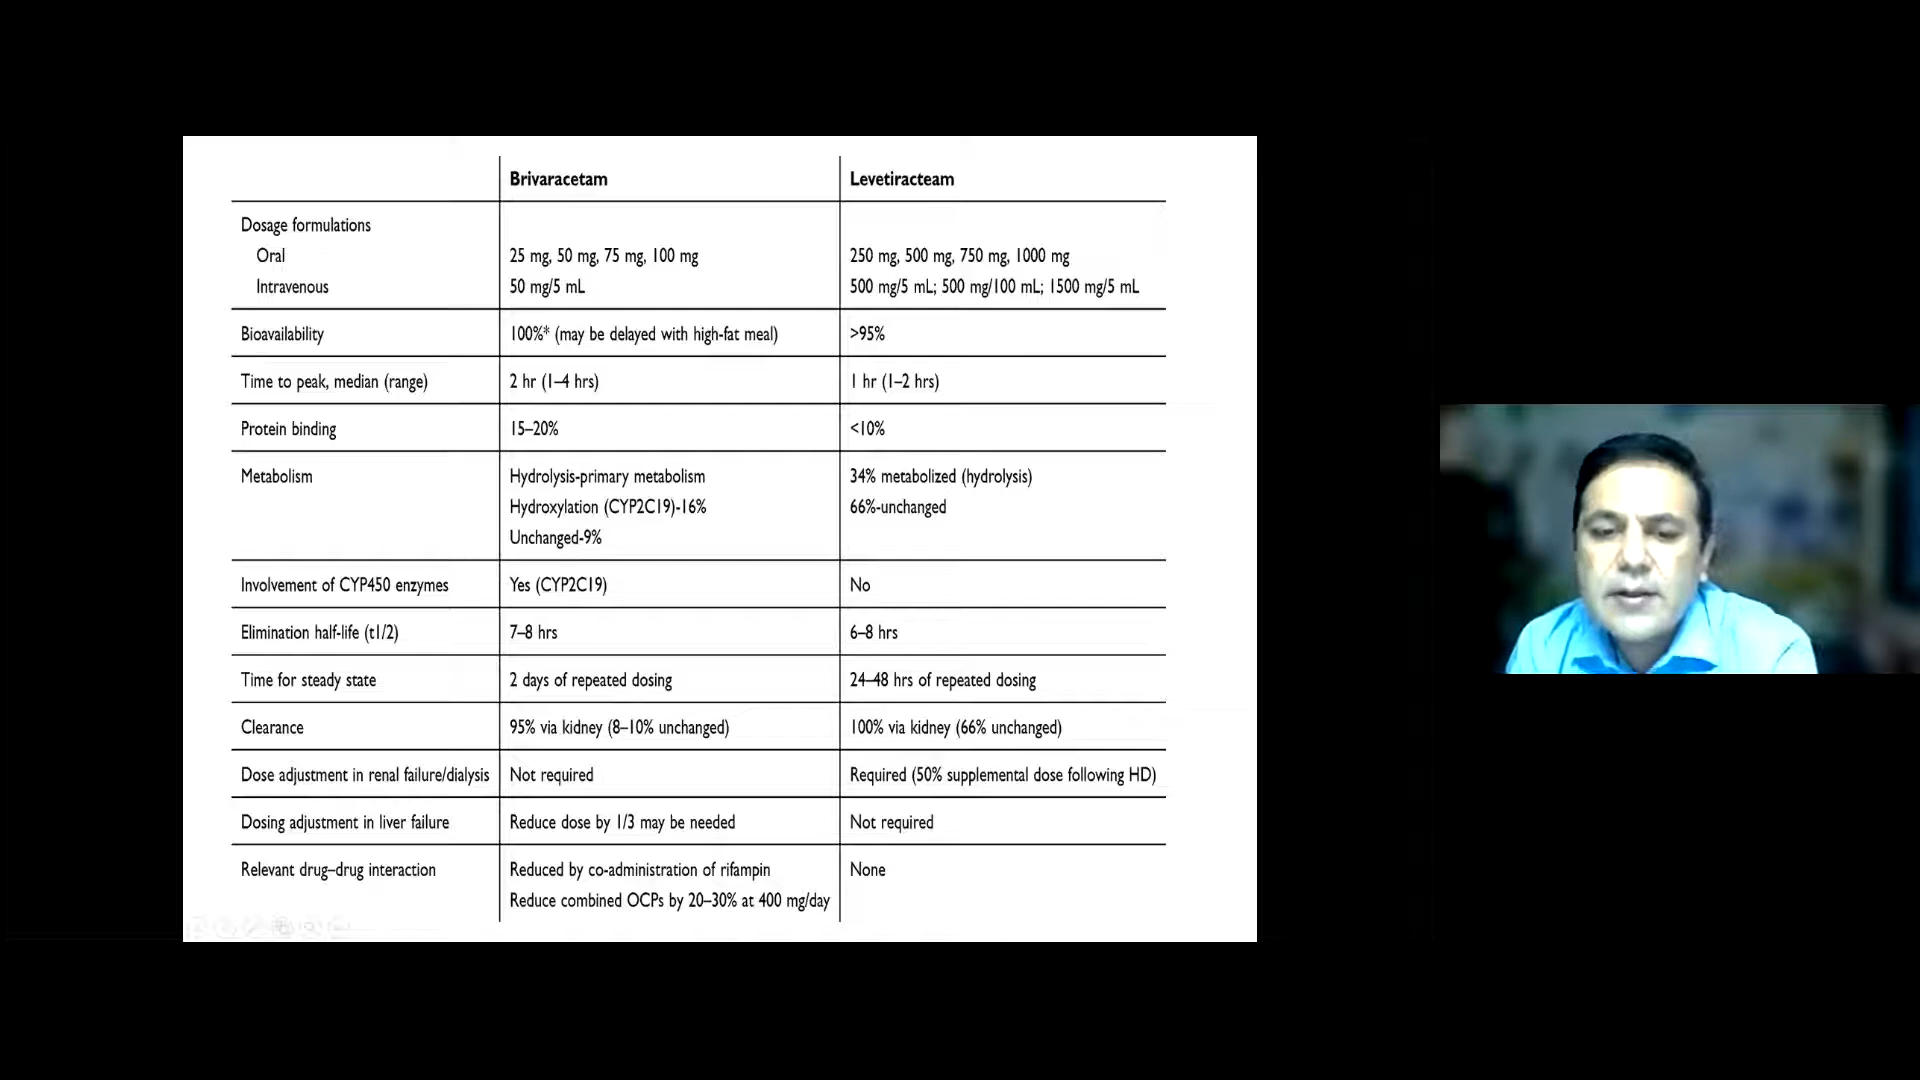 Brivaracetam Levetiracteam
Dosage formulations
Oral 25 mg, 50 mg, 75 mg, 100 mg 250 mg, 500 mg, 750 mg, 1000 mg
Intravenous 50 mg/5 mL 500 mg/5 mL; 500 mg/100 mL; 1500 mg/5 mL
Bioavailability 100%* (may be delayed with high-fat meal) >95%
Time to peak, median (range) 2 hr (1–4 hrs) 1 hr (1–2 hrs)
Protein binding 15–20% <10%
Metabolism Hydrolysis-primary metabolism 34% metabolized (hydrolysis)
Hydroxylation (CYP2C19)-16% 66%-unchanged
Unchanged-9%
Involvement of CYP450 enzymes Yes (CYP2C19) No
Elimination half-life (t1/2) 7–8 hrs 6–8 hrs
Time for steady state 2 days of repeated dosing 24–48 hrs of repeated dosing
Clearance 95% via kidney (8–10% unchanged) 100% via kidney (66% unchanged)
Dose adjustment in renal failure/dialysis Not required Required (50% supplemental dose following HD)
Dosing adjustment in liver failure Reduce dose by 1/3 may be needed Not required
Relevant drug–drug interaction Reduced by co-administration of rifampin None
Reduce combined OCPs by 20–30% at 400 mg/day